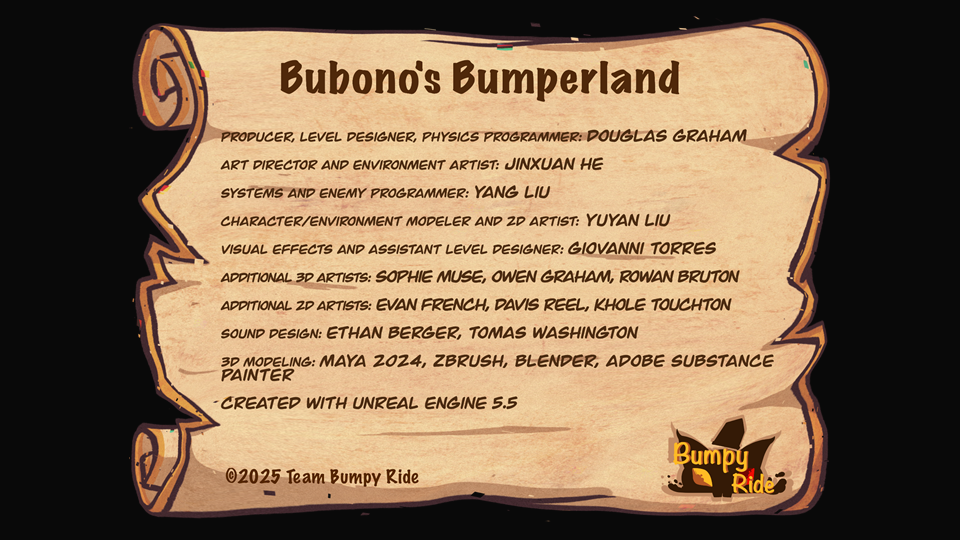 Bubono's Bumperland
PRODUCER, LEVEL DESIGNER, PHYSICS PROGRAMMER: DOUGLAS GRAHAM
ART DIRECTOR AND ENVIRONMENT ARTIST: JINXUAN HE
SYSTEMS AND ENEMY PROGRAMMER: YANG LIU
CHARACTER/ENVIRONMENT MODELER AND 2D ARTIST: YUYAN LIU
VISUAL EFFECTS AND ASSISTANT LEVEL DESIGNER: GIOVANNI TORRES
ADDITIONAL 3D ARTISTS: SOPHIE MUSE, OWEN GRAHAM, ROWAN BRUTON
ADDITIONAL 2D ARTISTS: EVAN FRENCH, DAVIS REEL, KHOLE TOUCHTON
SOUND DESIGN: ETHAN BERGER, TOMAS WASHINGTON
3D MODELING: MAYA 2024, ZBRUSH, BLENDER, ADOBE SUBSTANCE
PAINTER
CREATED WITH UNREAL ENGINE 5.5
©2025 Team Bumpy Ride
Bumpy
Ride